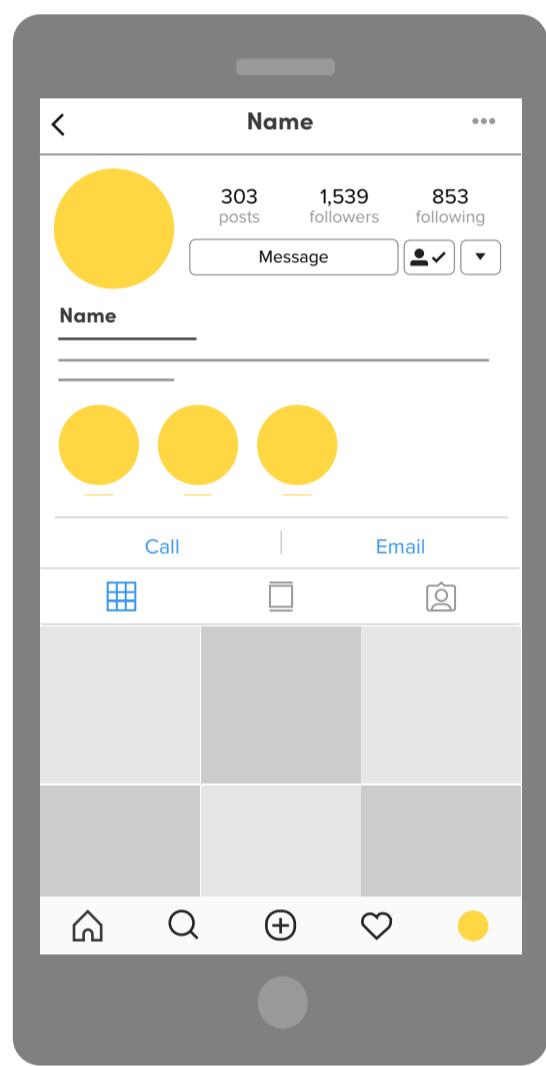 Name
303 1,539 853
posts followers following
Message
Name
Call Email